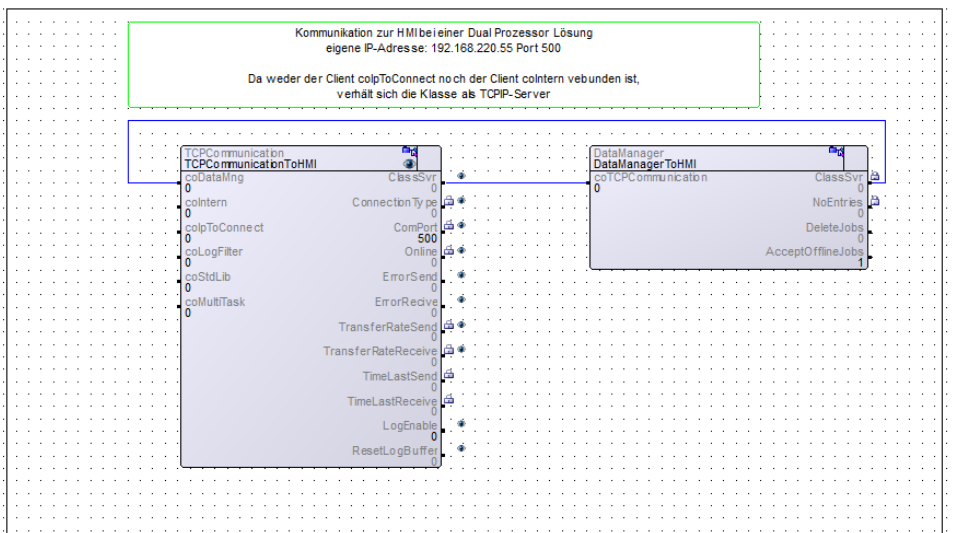 Kommunikation zur HMI bei einer Dual Prozessor Lösung
eigene IP-Adresse: 192.168.220.55 Port 500
Da weder der Client coIpToConnect noch der Client coIntern vebunden ist,
verhält sich die Klasse als TCPIP-Server
TCPCommunication
TCPCommunicationToHMI
coDataMng
ClassSvr
0
0
coIntern
ConnectionType
0
0
coIpToConnect
ComPort
0
500
coLogFilter
Online
0
0
coStdLib
ErrorSend
0
0
coMultiTask
ErrorRecive
0
0
TransferRateSend
0
TransferRateReceive
0
TimeLastSend
0
TimeLastReceive
0
LogEnable
0
ResetLogBuffer
0
DataManager
DataManagerToHMI
coTCPCommunication
ClassSvr
0
0
NoEntries
0
DeleteJobs
0
AcceptOfflineJobs
1